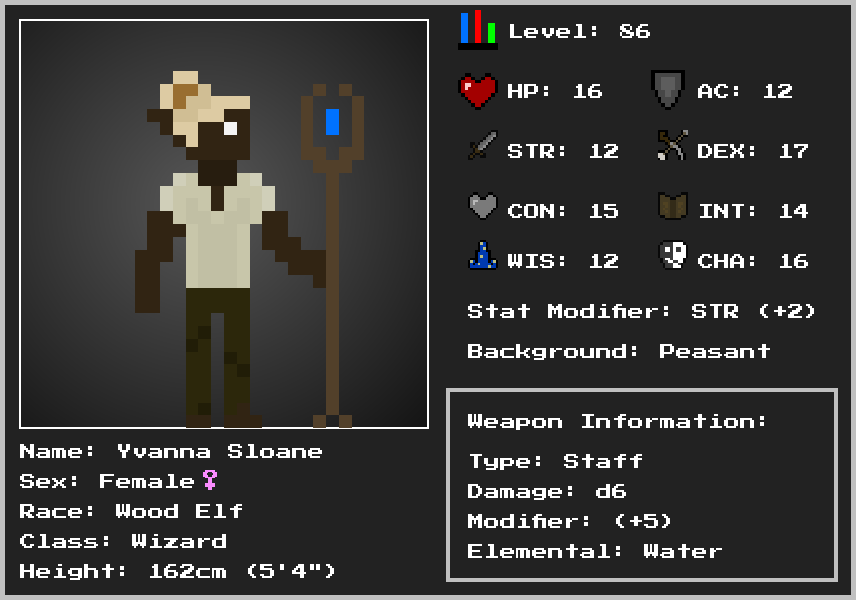 Level: 86
HP: 16
AC: 12
STR: 12
DEX: 17
CON: 15
INT: 14
WIS: 12
CHA: 16
Stat Modifier: STR (+2)
Background: Peasant
Weapon Information:
Type: Staff
Damage: d6
Modifier: (+5)
Elemental: Water
Name: Yvanna Sloane
Sex: Female♀
Race: Wood Elf
Class: Wizard
Height: 162cm (5'4")